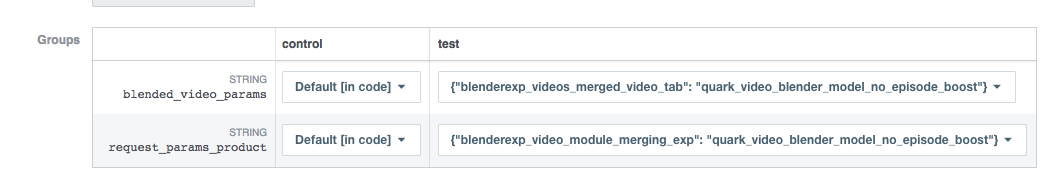 Groups
control
test
STRING
blended_video_params
Default [in code]
{"blenderexp_videos_merged_video_tab": "quark_video_blender_model_no_episode_boost"}
STRING
request_params_product
Default [in code]
{"blenderexp_video_module_merging_exp": "quark_video_blender_model_no_episode_boost"}